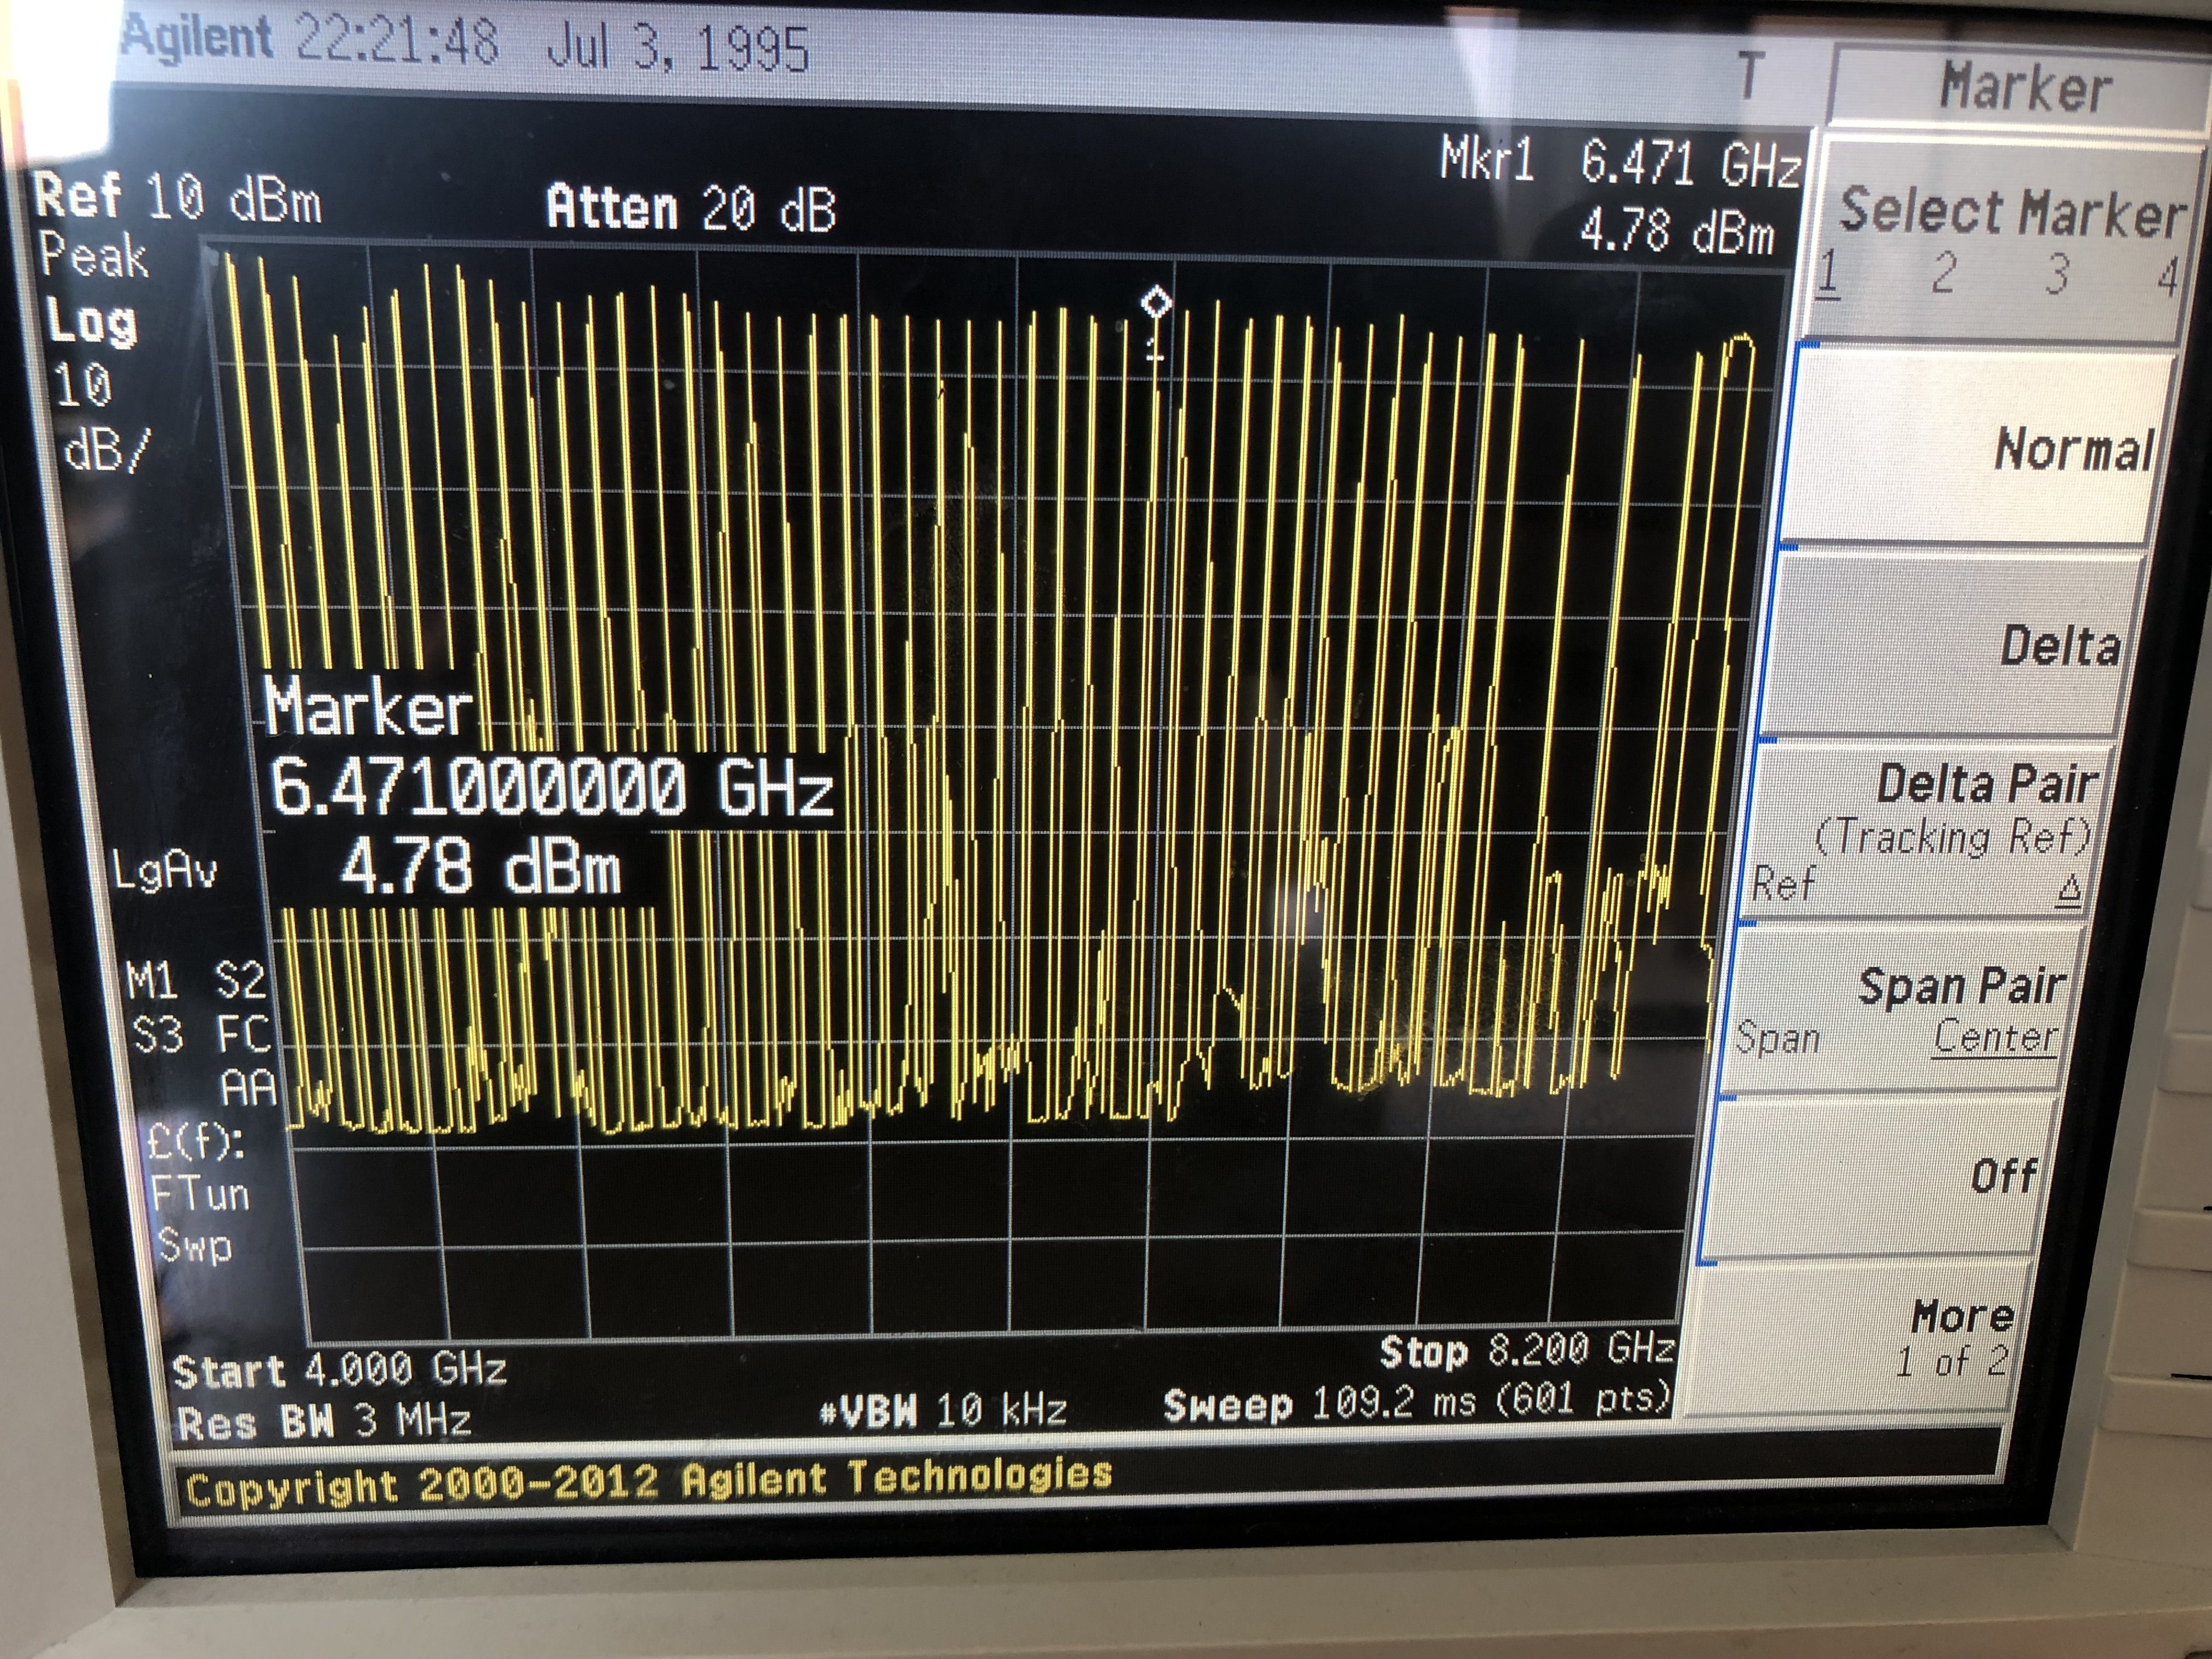 Agilent 22:21:48 Jul 3, 1995
T
Marker
Mkr1 6.471 GHz
4.78 dBm
Ref 10 dBm
Atten 20 dB
Peak
Log
10
dB/
1
Marker
6.471000000 GHz
4.78 dBm
LgAv
M1 S2
S3 FC
AA
£(f):
FTun
Swp
Start 4.000 GHz
Stop 8.200 GHz
Res BW 3 MHz
#VBW 10 kHz
Sweep 109.2 ms (601 pts)
Copyright 2000-2012 Agilent Technologies
Select Marker
1 2 3 4
Normal
Delta
Delta Pair
(Tracking Ref)
Ref Δ
Span Pair
Span Center
Off
More
1 of 2